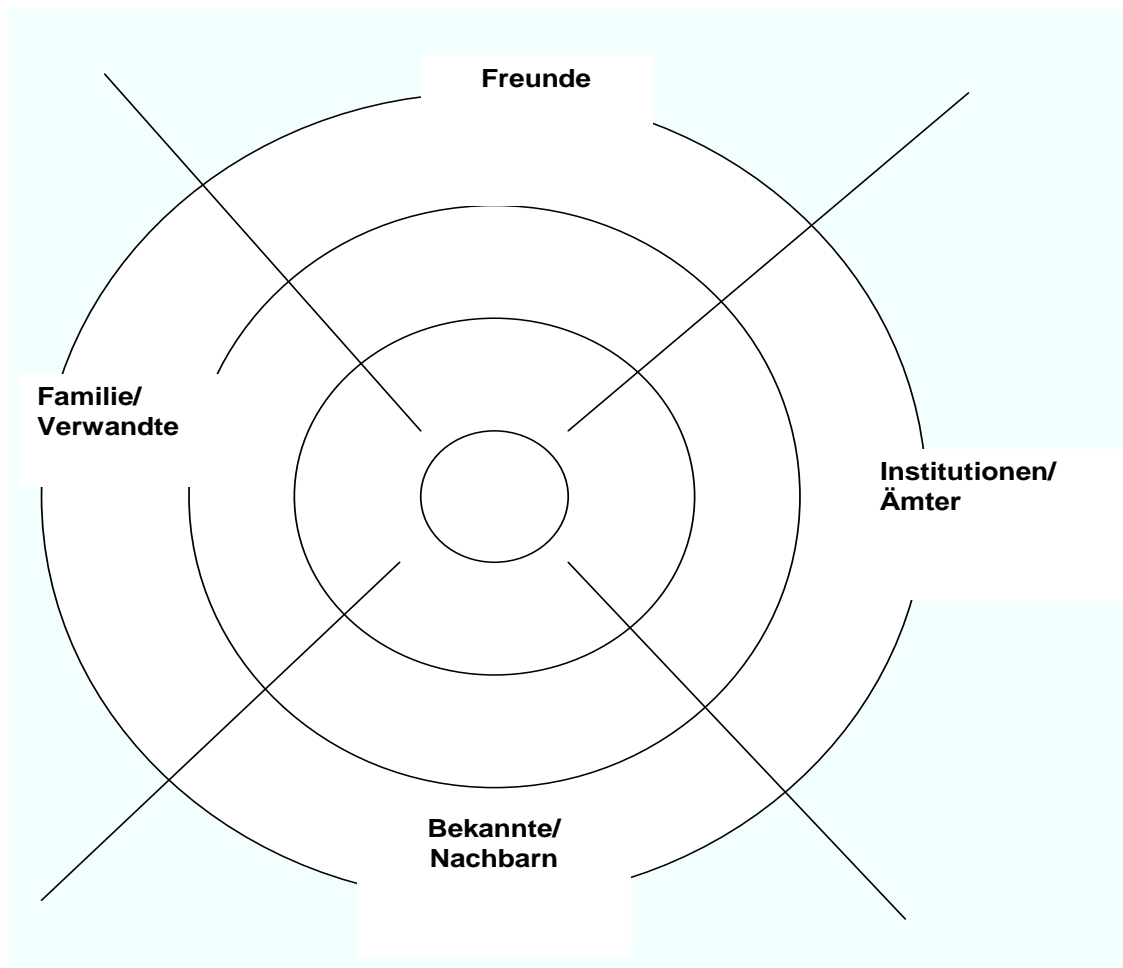 Freunde
Familie/
Verwandte
Institutionen/
Ämter
Bekannte/
Nachbarn